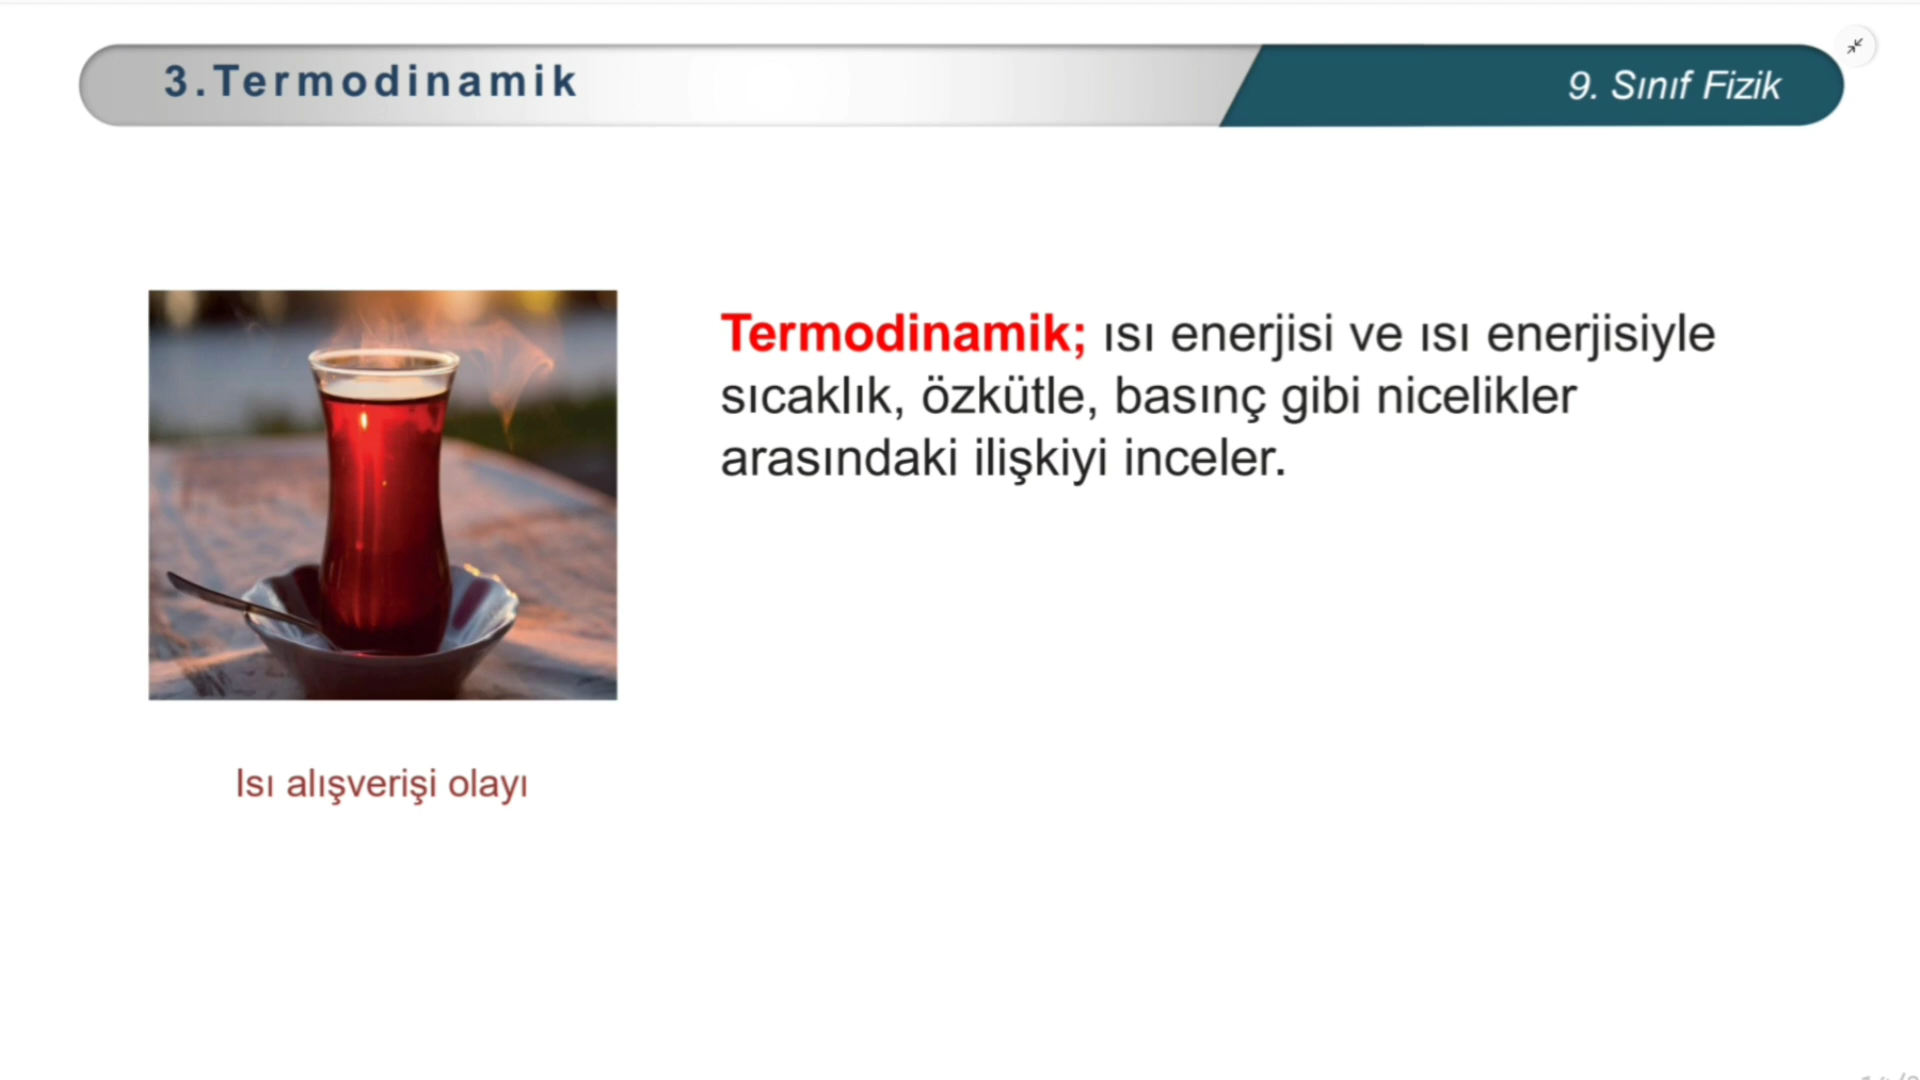 3.Termodinamik
9. Sınıf Fizik
Termodinamik; ısı enerjisi ve ısı enerjisiyle
sıcaklık, özkütle, basınç gibi nicelikler
arasındaki ilişkiyi inceler.
Isı alışverişi olayı